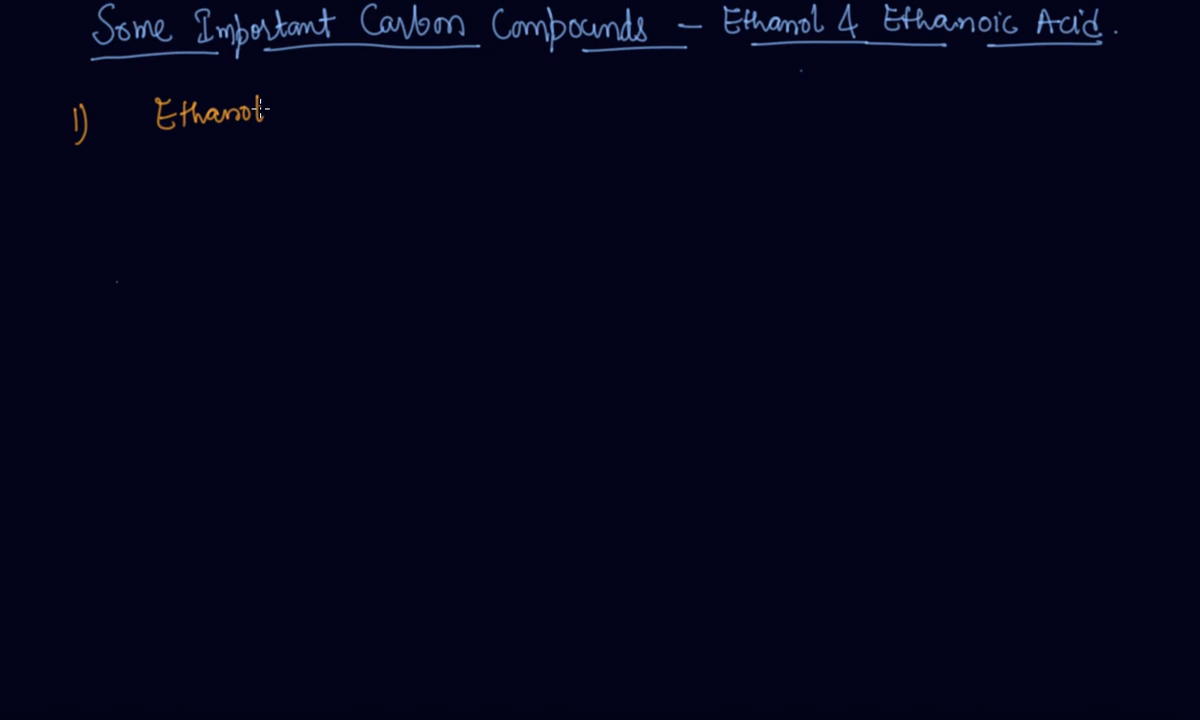 Some Important Carbon Compounds - Ethanol & Ethanoic Acid.
1) Ethanol